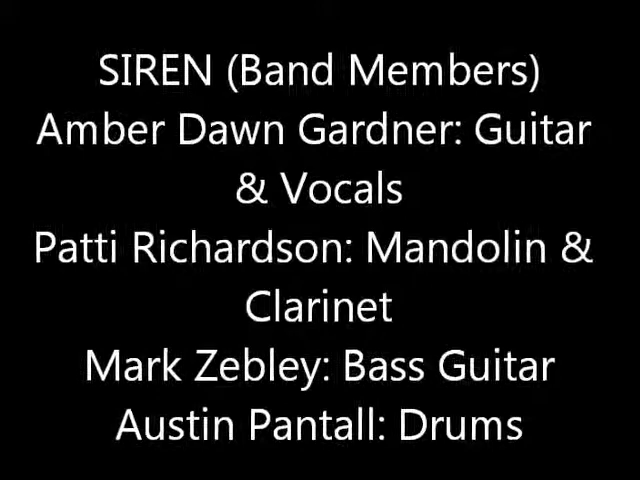 SIREN (Band Members)
Amber Dawn Gardner: Guitar
& Vocals
Patti Richardson: Mandolin &
Clarinet
Mark Zebley: Bass Guitar
Austin Pantall: Drums